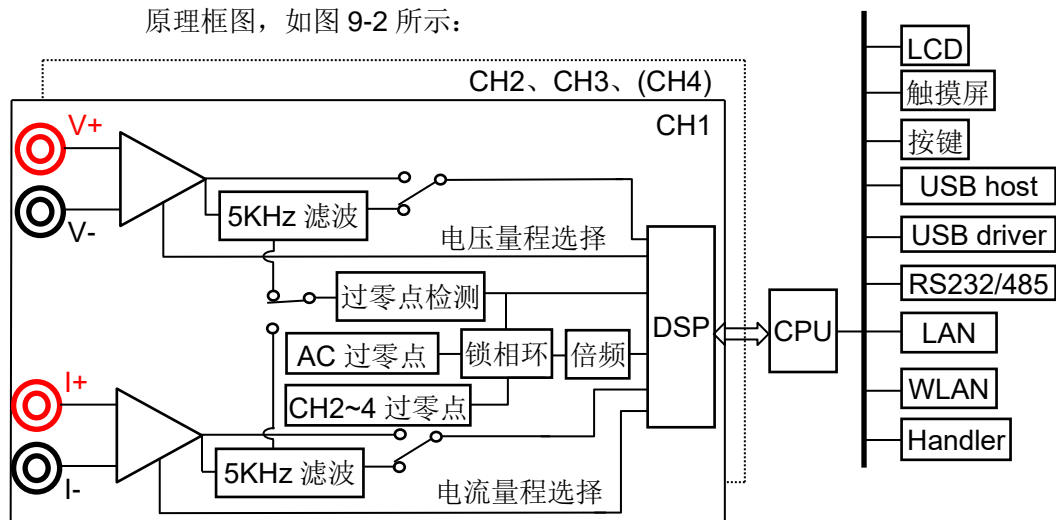 原理框图，如图 9-2 所示：
CH2、CH3、(CH4)
CH1
V+
V-
5KHz 滤波
电压量程选择
过零点检测
AC 过零点
锁相环
倍频
CH2~4 过零点
I+
I-
5KHz 滤波
电流量程选择
DSP
CPU
LCD
触摸屏
按键
USB host
USB driver
RS232/485
LAN
WLAN
Handler